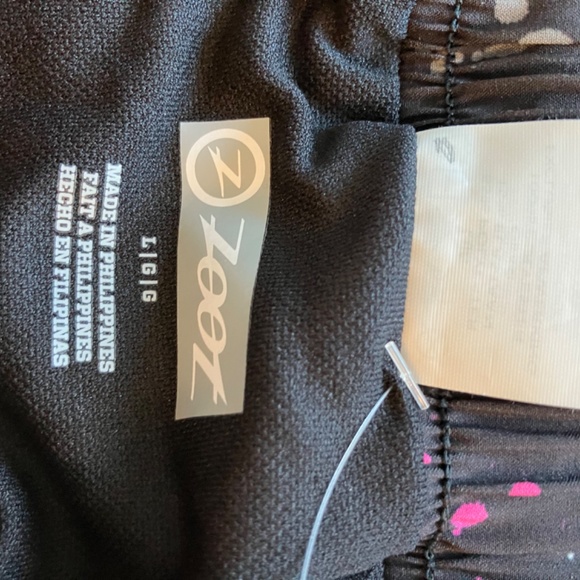 Z
ZOOT
L|G|G
MADE IN PHILIPPINES
FAIT A PHILIPPINES
HECHO EN FILIPINAS